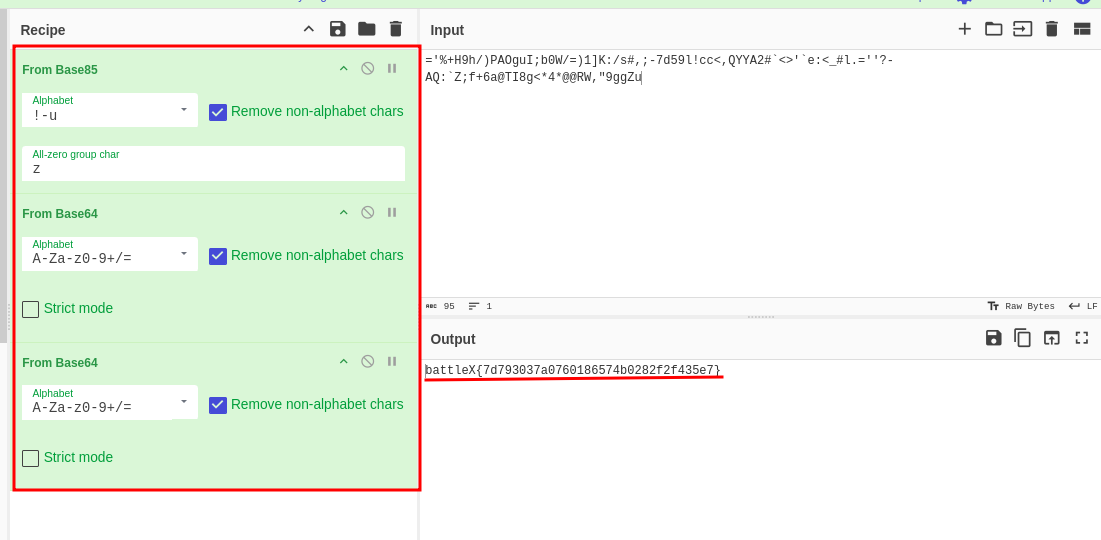 Recipe
From Base85
Alphabet
!-u
Remove non-alphabet chars
All-zero group char
z
From Base64
Alphabet
A-Za-z0-9+/=
Remove non-alphabet chars
Strict mode
From Base64
Alphabet
A-Za-z0-9+/=
Remove non-alphabet chars
Strict mode
Input
='%+H9h/)PAOguI;b0W/=)1]K:/s#,;-7d59l!cc<,QYYA2#`<>'`e:<_#l.=''?-
AQ:`Z;f+6a@TI8g<*4*@@RW,"9ggZu
ABC 95 1
Raw Bytes LF
Output
battleX{7d793037a0760186574b0282f2f435e7}